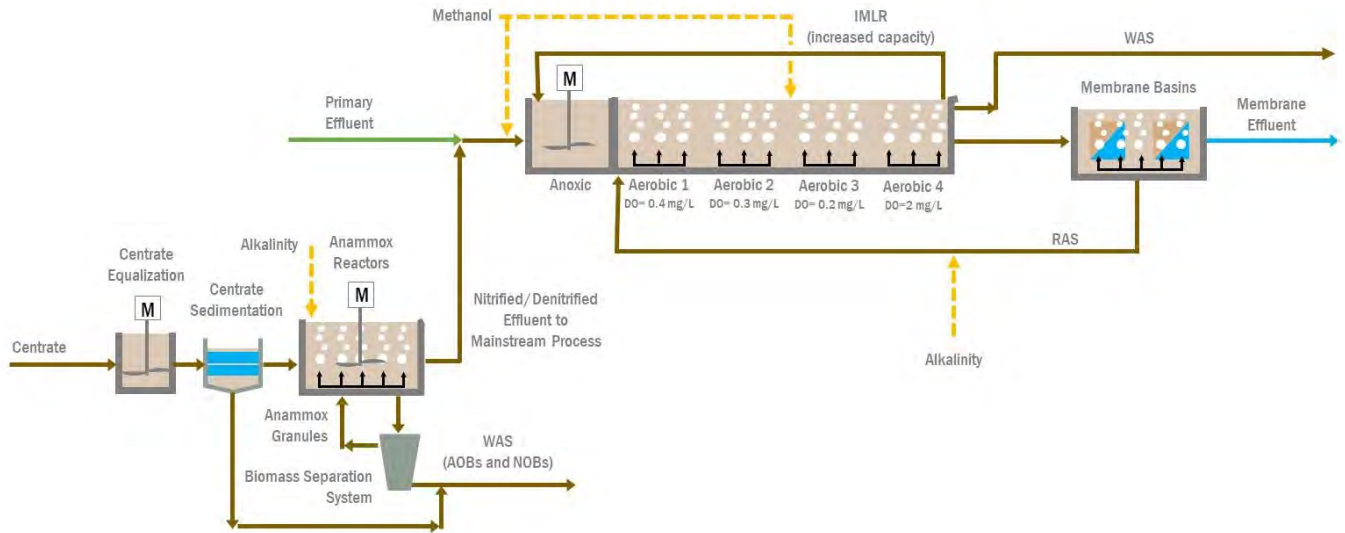 Methanol
IMLR
(increased capacity)
WAS
M
Primary
Effluent
Membrane Basins
Membrane
Effluent
Anoxic
Aerobic 1
DO= 0.4 mg/L
Aerobic 2
DO= 0.3 mg/L
Aerobic 3
DO= 0.2 mg/L
Aerobic 4
DO=2 mg/L
RAS
Alkalinity
Anammox
Reactors
Centrate
Equalization
Centrate
Sedimentation
M
M
Nitrified/Denitrified
Effluent to
Mainstream Process
Centrate
Alkalinity
Anammox
Granules
WAS
(AOBs and NOBs)
Biomass Separation
System